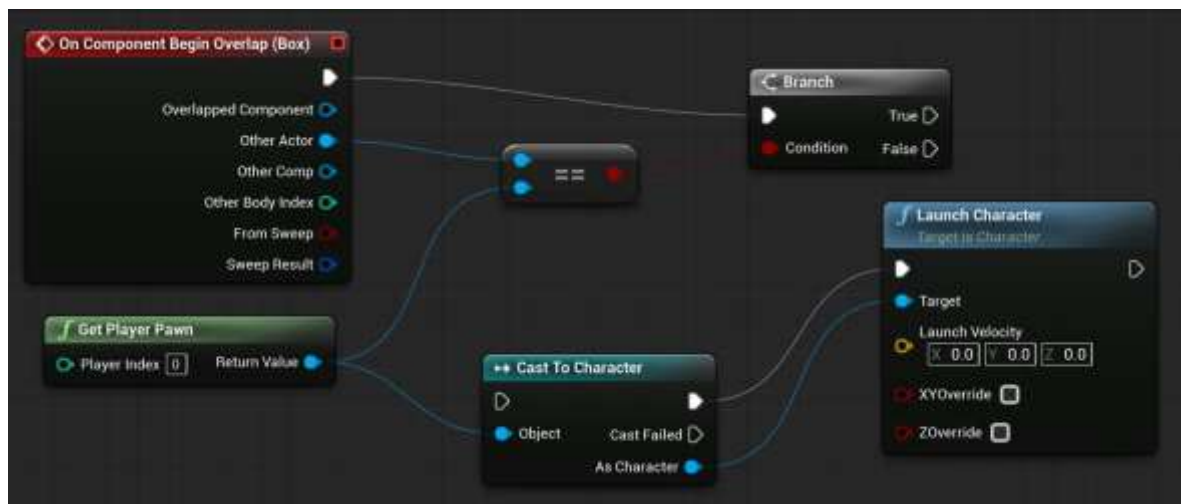 On Component Begin Overlap (Box)
Overlapped Component
Other Actor
Other Comp
Other Body Index
From Sweep
Sweep Result
Get Player Pawn
Player Index 0 Return Value
==
Branch
True
Condition False
Cast To Character
Object Cast Failed
As Character
Launch Character
Target is Character
Target
Launch Velocity
X 0.0 Y 0.0 Z 0.0
XYOverride
ZOverride